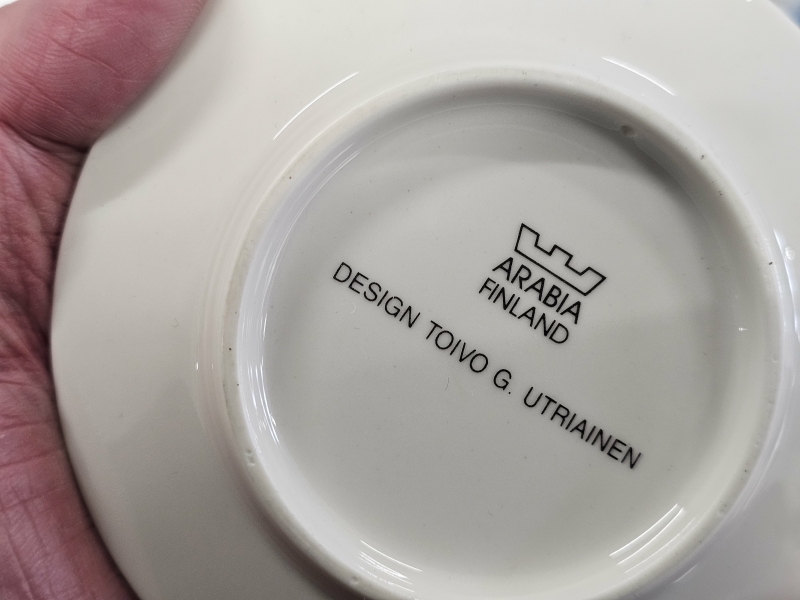 ARABIA
FINLAND
DESIGN TOIVO G. UTRIAINEN